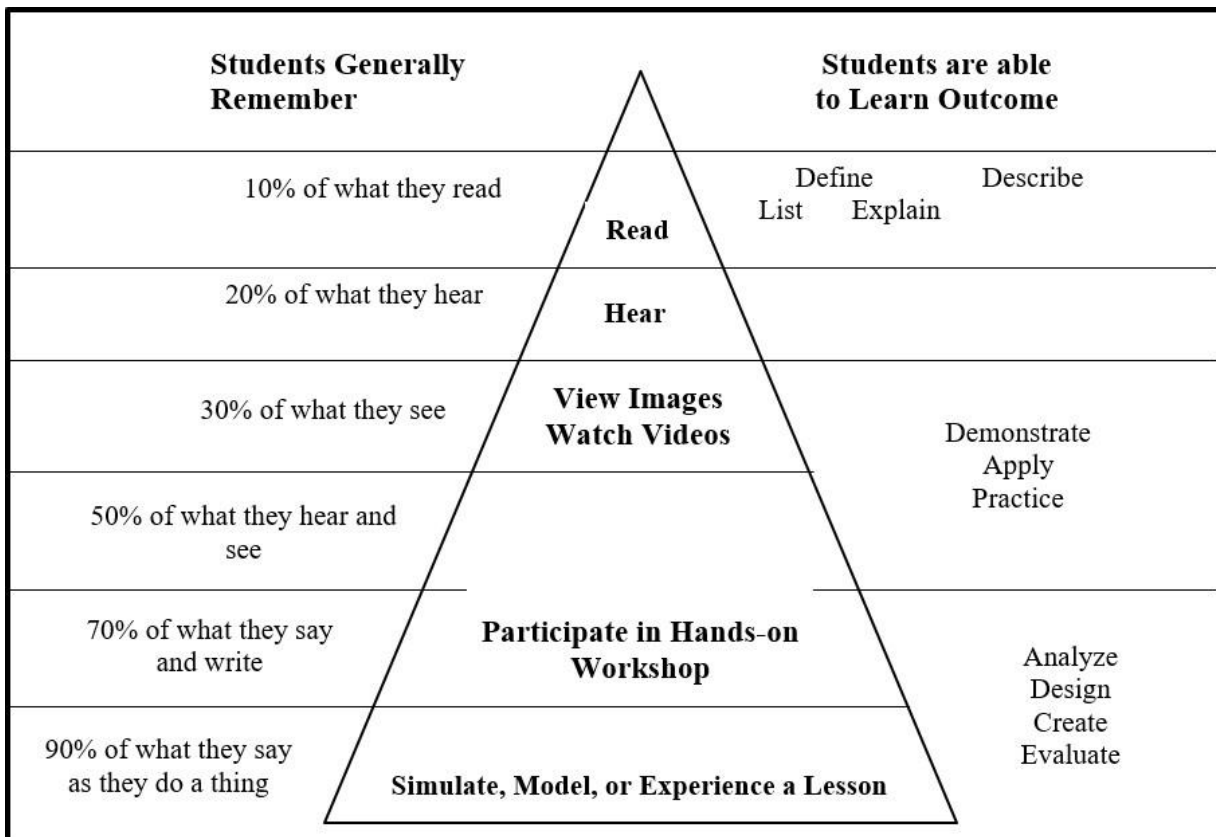 Students Generally
Remember
Students are able
to Learn Outcome
10% of what they read
Read
Define Describe
List Explain
20% of what they hear
Hear
30% of what they see
View Images
Watch Videos
Demonstrate
Apply
Practice
50% of what they hear and
see
70% of what they say
and write
Participate in Hands-on
Workshop
Analyze
Design
Create
Evaluate
90% of what they say
as they do a thing
Simulate, Model, or Experience a Lesson